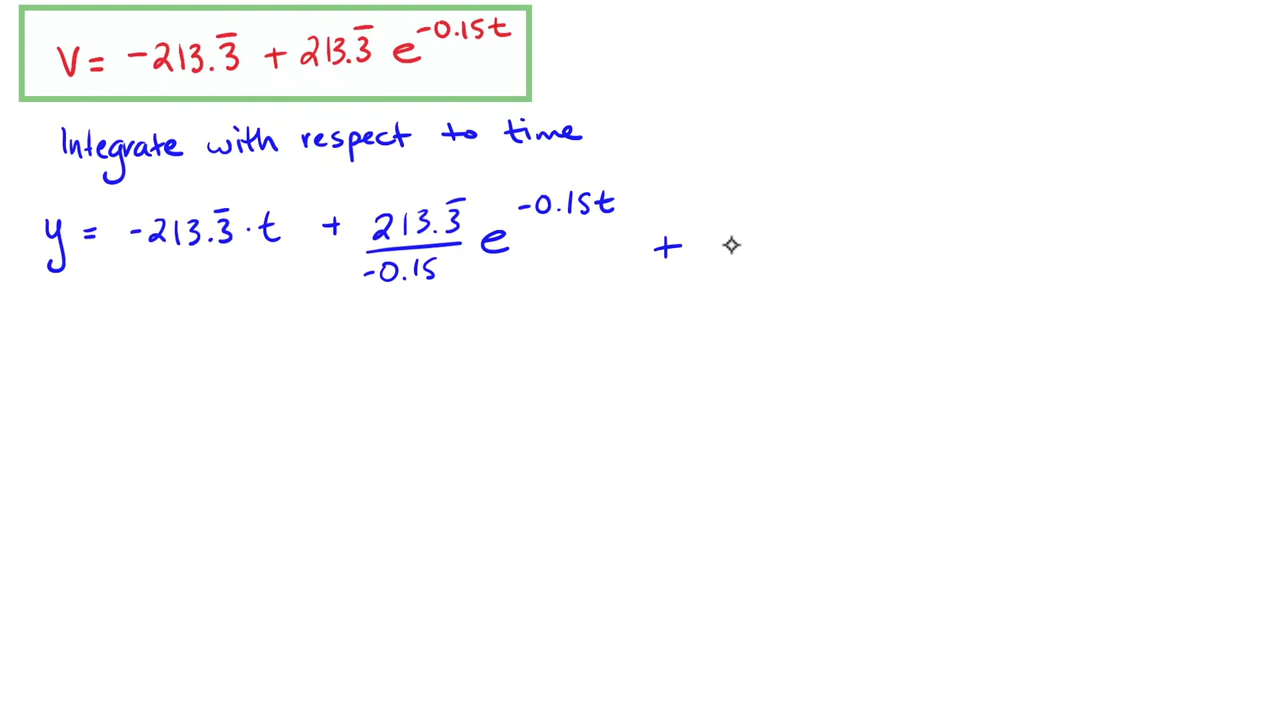 V = -213.3̅ + 213.3̅ e^{-0.15t}
Integrate with respect to time
y = -213.3̅ · t + \frac{213.3̅}{-0.15} e^{-0.15t} +